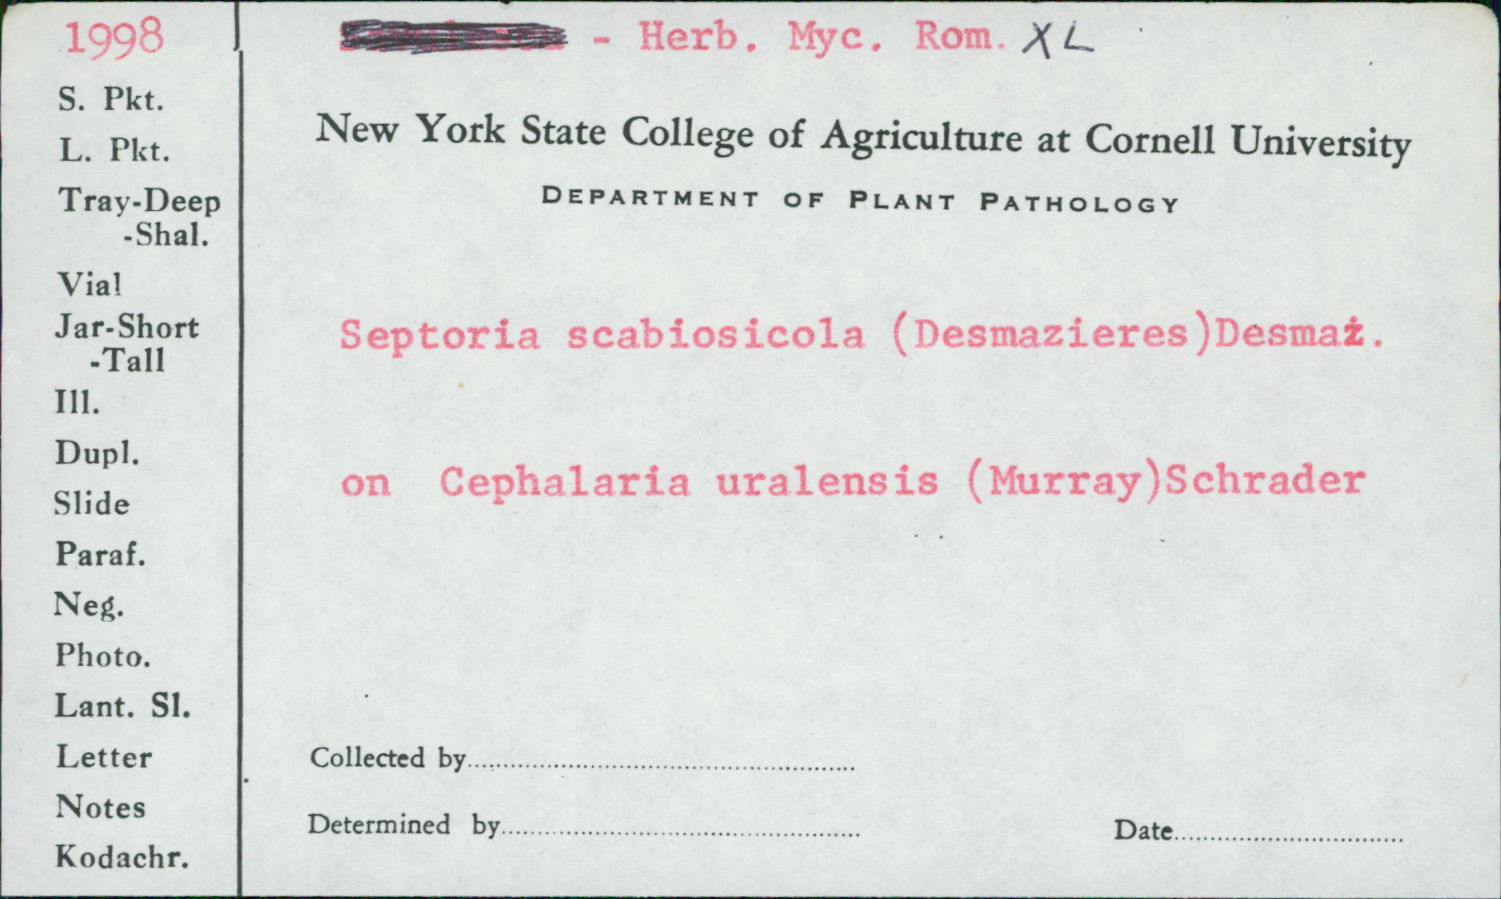 1998
- Herb. Myc. Rom. XL
S. Pkt.
L. Pkt.
Tray-Deep
-Shal.
Vial
Jar-Short
-Tall
Ill.
Dupl.
Slide
Paraf.
Neg.
Photo.
Lant. Sl.
Letter
Notes
Kodachr.
New York State College of Agriculture at Cornell University
DEPARTMENT OF PLANT PATHOLOGY
Septoria scabiosicola (Desmazieres)Desmaz.
on Cephalaria uralensis (Murray)Schrader
Collected by
Determined by
Date